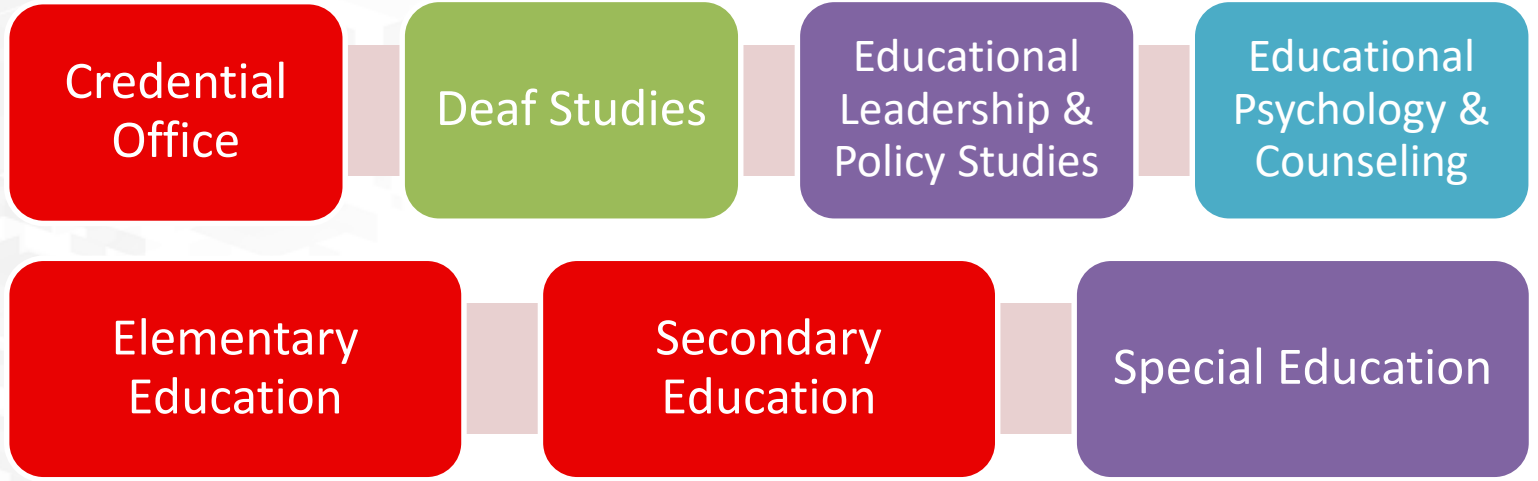 Credential
Office
Deaf Studies
Educational
Leadership &
Policy Studies
Educational
Psychology &
Counseling
Elementary
Education
Secondary
Education
Special Education